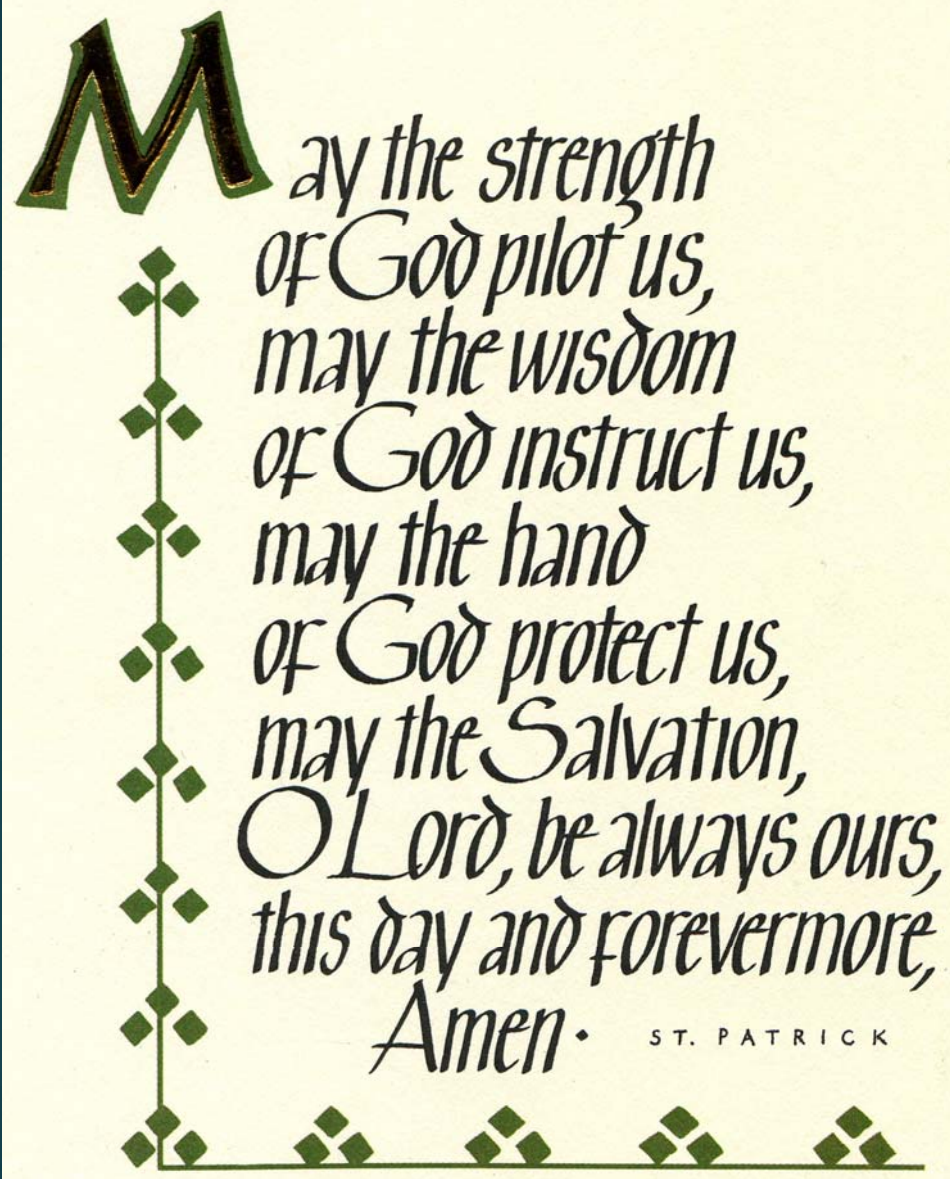 May the strength
of God pilot us,
may the wisdom
of God instruct us,
may the hand
of God protect us,
may the Salvation,
O Lord, be always ours,
this day and forevermore,
Amen· ST. PATRICK